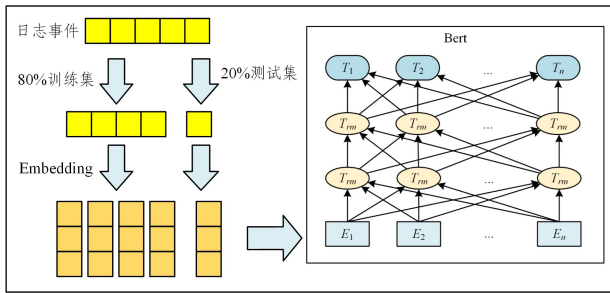 日志事件
80%训练集
20%测试集
Embedding
Bert
T1 T2 ... Tn
Trm Trm ... Trm
Trm Trm ... Trm
E1 E2 ... En